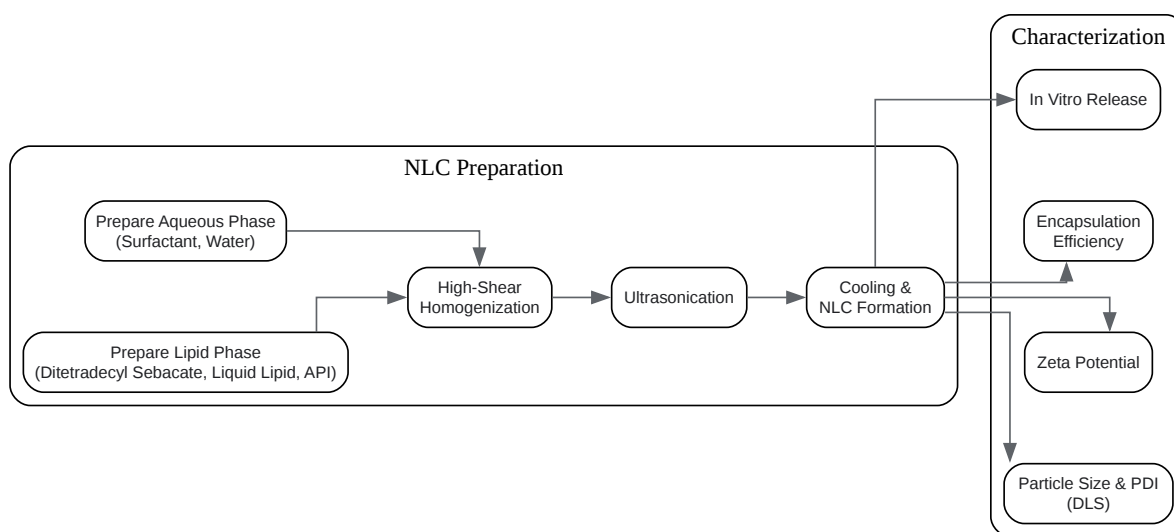 NLC Preparation
Prepare Aqueous Phase
(Surfactant, Water)
Prepare Lipid Phase
(Ditetradecyl Sebacate, Liquid Lipid, API)
High-Shear
Homogenization
Ultrasonication
Cooling &
NLC Formation
Characterization
In Vitro Release
Encapsulation
Efficiency
Zeta Potential
Particle Size & PDI
(DLS)